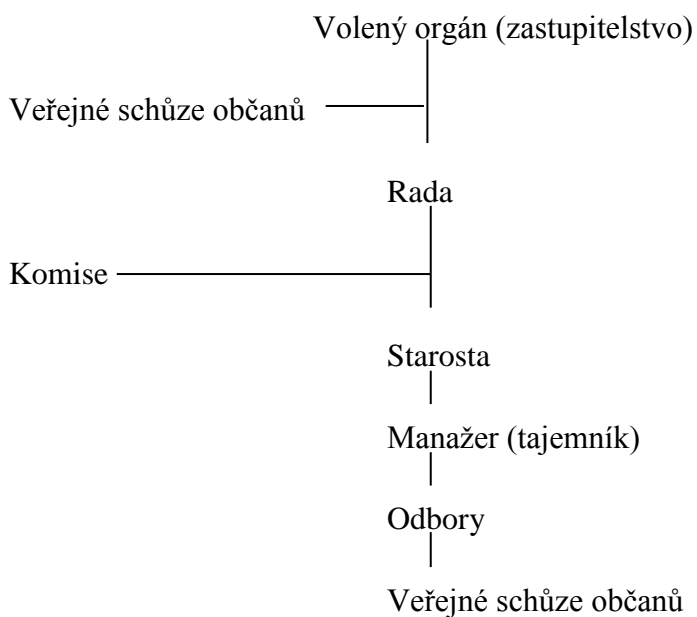 Volený orgán (zastupitelstvo)
Veřejné schůze občanů
Rada
Komise
Starosta
Manažer (tajemník)
Odbory
Veřejné schůze občanů